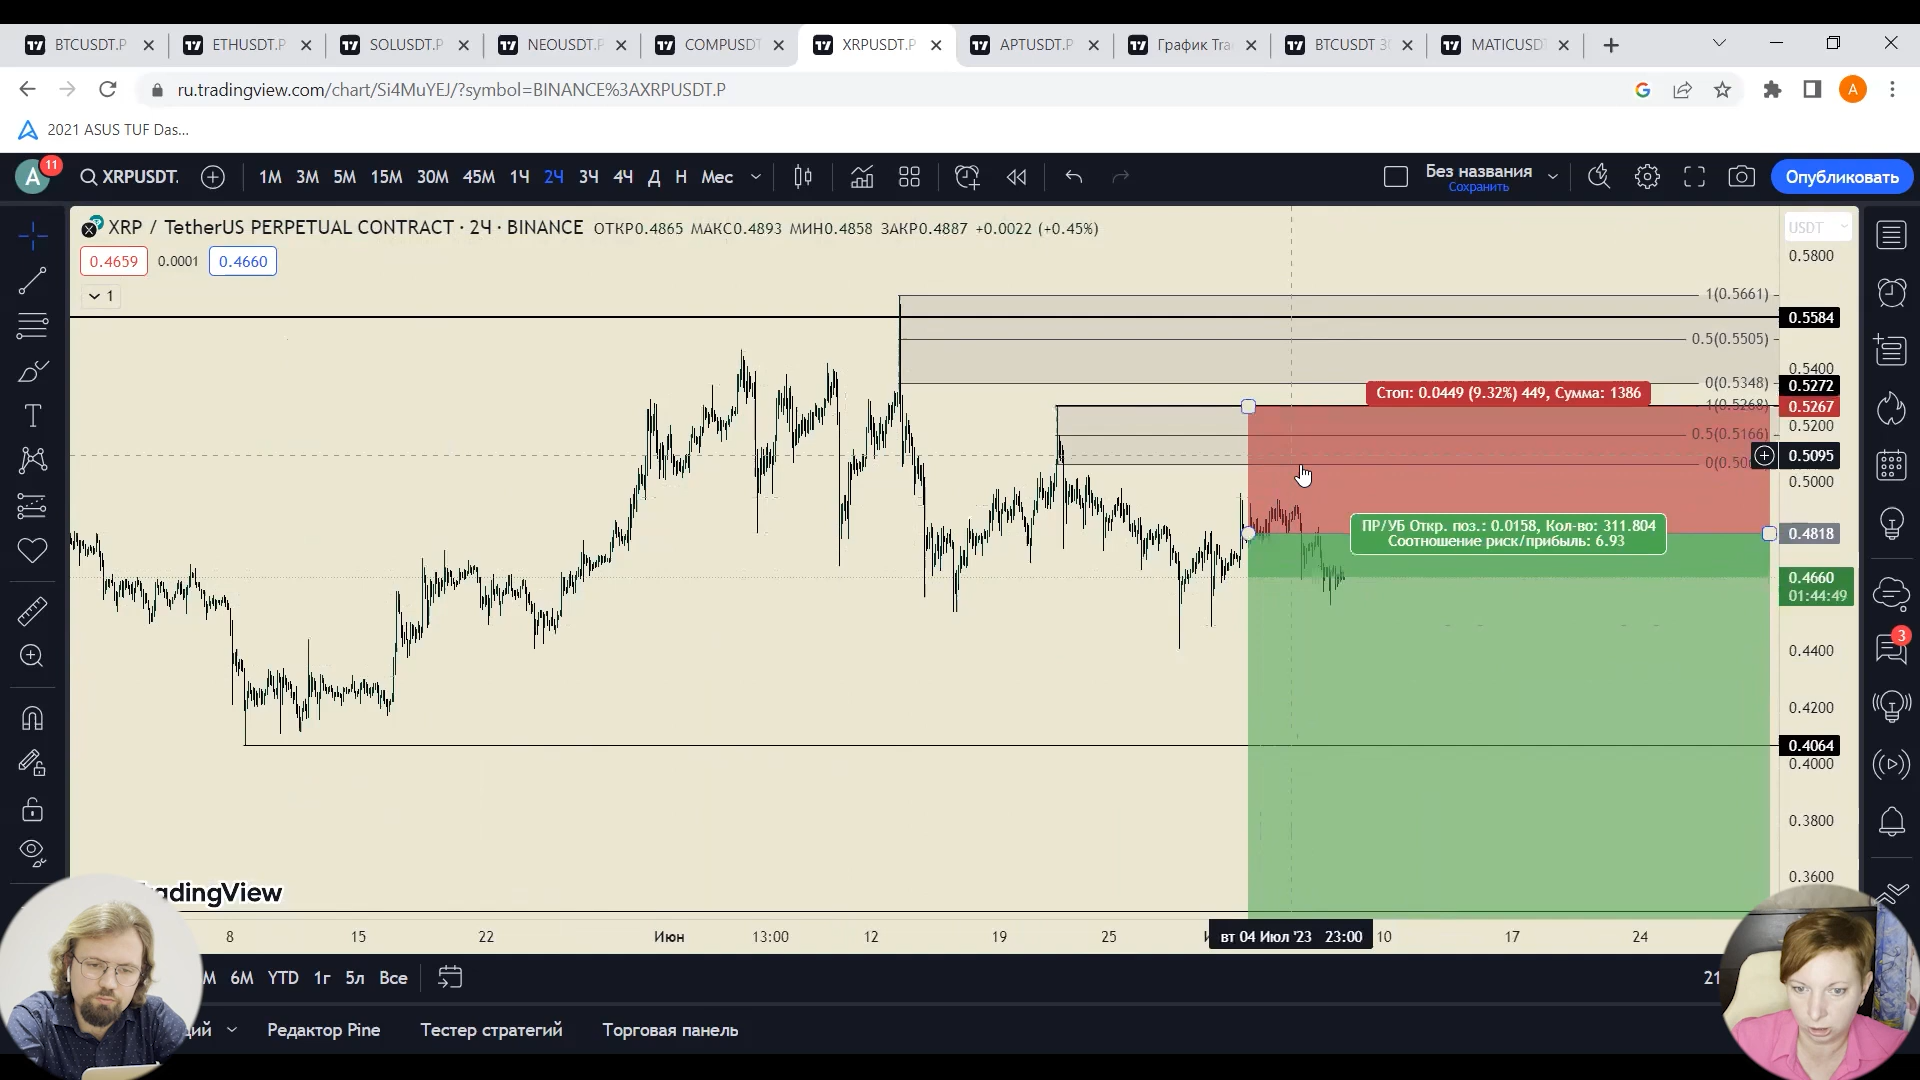 BTCUSDT.P
ETHUSDT.P
SOLUSDT.P
NEOUSDT.P
COMPUSDT
XRPUSDT.P
APTUSDT.P
График Tra
BTCUSDT
MATICUSD
ru.tradingview.com/chart/Si4MuYEJ/?symbol=BINANCE%3AXRPUSDT.P
A
2021 ASUS TUF Das...
A
11
XRPUSDT.
1М 3М 5М 15М 30М 45М 1Ч 2Ч 3Ч 4Ч Д Н Мес
Без названия
Сохранить
Опубликовать
XRP / TetherUS PERPETUAL CONTRACT · 2Ч · BINANCE ОТКР0.4865 МАКС0.4893 МИН0.4858 ЗАКР0.4887 +0.0022 (+0.45%)
USDT
0.4659 0.0001 0.4660
1
0.5800
1(0.5661)
0.5584
0.5(0.5505)
0.5400
0(0.5348)
0.5272
Стоп: 0.0449 (9.32%) 449, Сумма: 1386
1(0.5268)
0.5267
0.5200
0.5(0.5166)
0.5095
0.5000
ПР/УБ Откр. поз.: 0.0158, Кол-во: 311.804
Соотношение риск/прибыль: 6.93
0.4818
0.4660
01:44:49
3
0.4400
0.4200
0.4064
0.4000
0.3800
0.3600
TradingView
8 15 22 Июн 13:00 12 19 25 вт 04 Июл '23 23:00 10 17 24
6М YTD 1г 5л Все
21
Редактор Pine Тестер стратегий Торговая панель